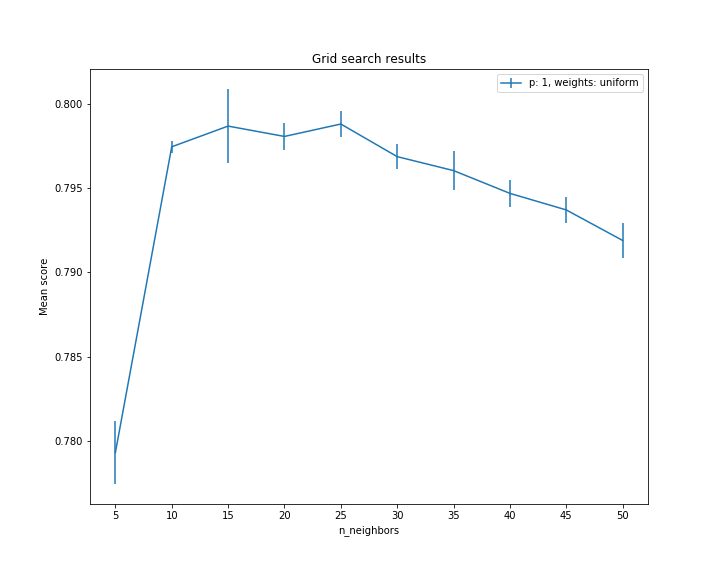 Grid search results
p: 1, weights: uniform
0.800
0.795
0.790
0.785
0.780
Mean score
5 10 15 20 25 30 35 40 45 50
n_neighbors